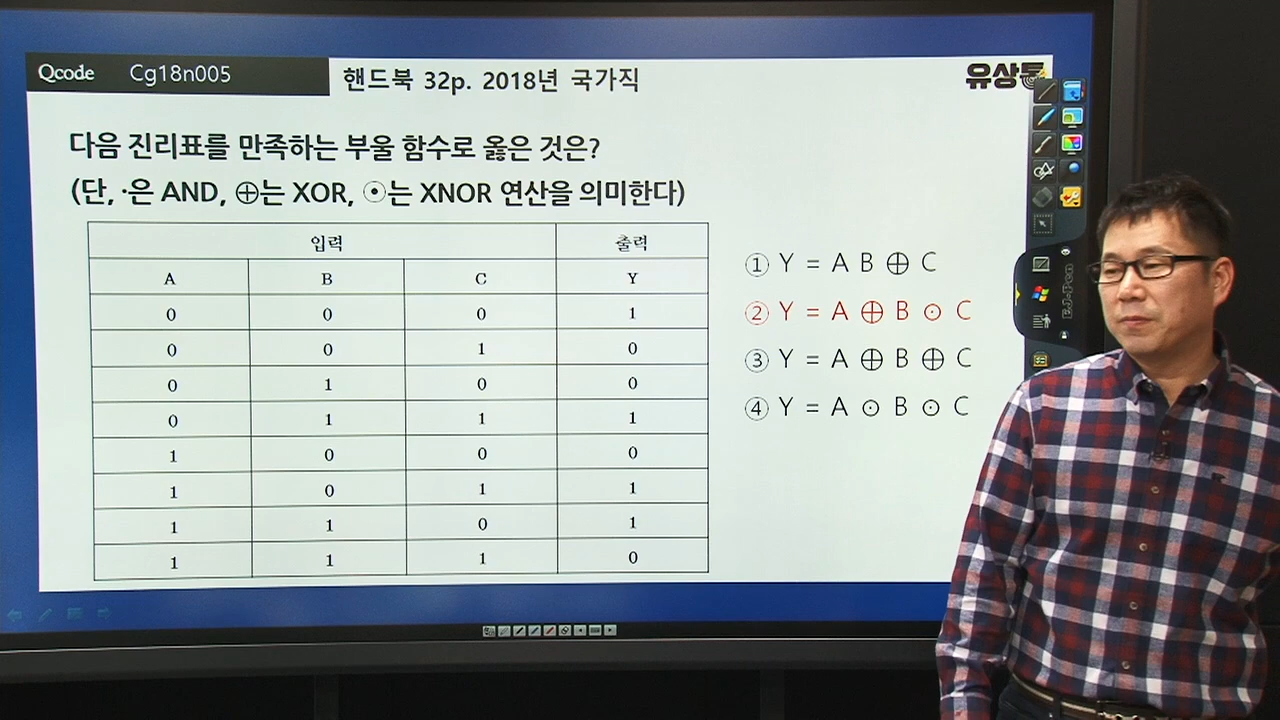 Qcode Cg18n005 핸드북 32p. 2018년 국가직 유상통
다음 진리표를 만족하는 부울 함수로 옳은 것은?
(단, ·은 AND, ⊕는 XOR, ⊙는 XNOR 연산을 의미한다)
입력 출력
A B C Y
0 0 0 1
0 0 1 0
0 1 0 0
0 1 1 1
1 0 0 0
1 0 1 1
1 1 0 1
1 1 1 0
① Y = A B ⊕ C
② Y = A ⊕ B ⊙ C
③ Y = A ⊕ B ⊕ C
④ Y = A ⊙ B ⊙ C